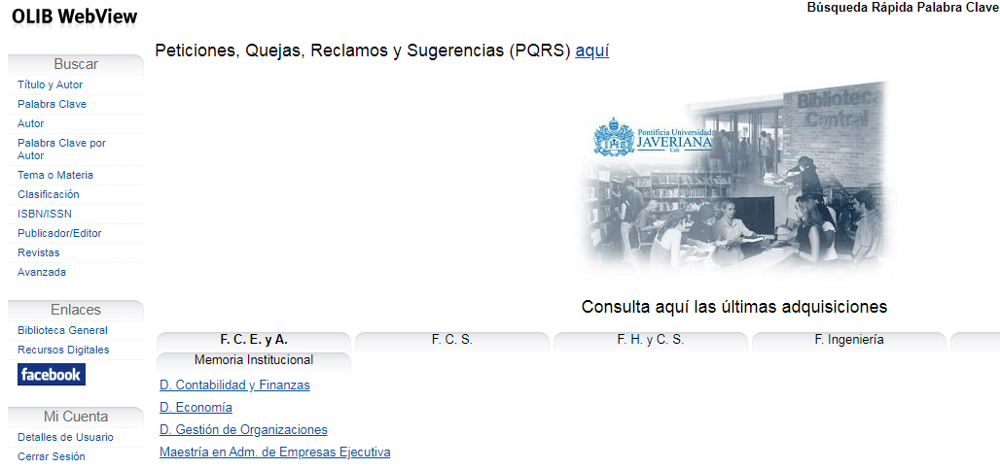 OLIB WebView
Búsqueda Rápida Palabra Clave
Peticiones, Quejas, Reclamos y Sugerencias (PQRS) aquí
Buscar
Título y Autor
Palabra Clave
Autor
Palabra Clave por
Autor
Tema o Materia
Clasificación
ISBN/ISSN
Publicador/Editor
Revistas
Avanzada
Enlaces
Biblioteca General
Recursos Digitales
facebook
Mi Cuenta
Detalles de Usuario
Cerrar Sesión
Biblioteca
Central
Pontificia Universidad
JAVERIANA
Cali
Consulta aquí las últimas adquisiciones
F. C. E. y A.
F. C. S.
F. H. y C. S.
F. Ingeniería
Memoria Institucional
D. Contabilidad y Finanzas
D. Economía
D. Gestión de Organizaciones
Maestría en Adm. de Empresas Ejecutiva